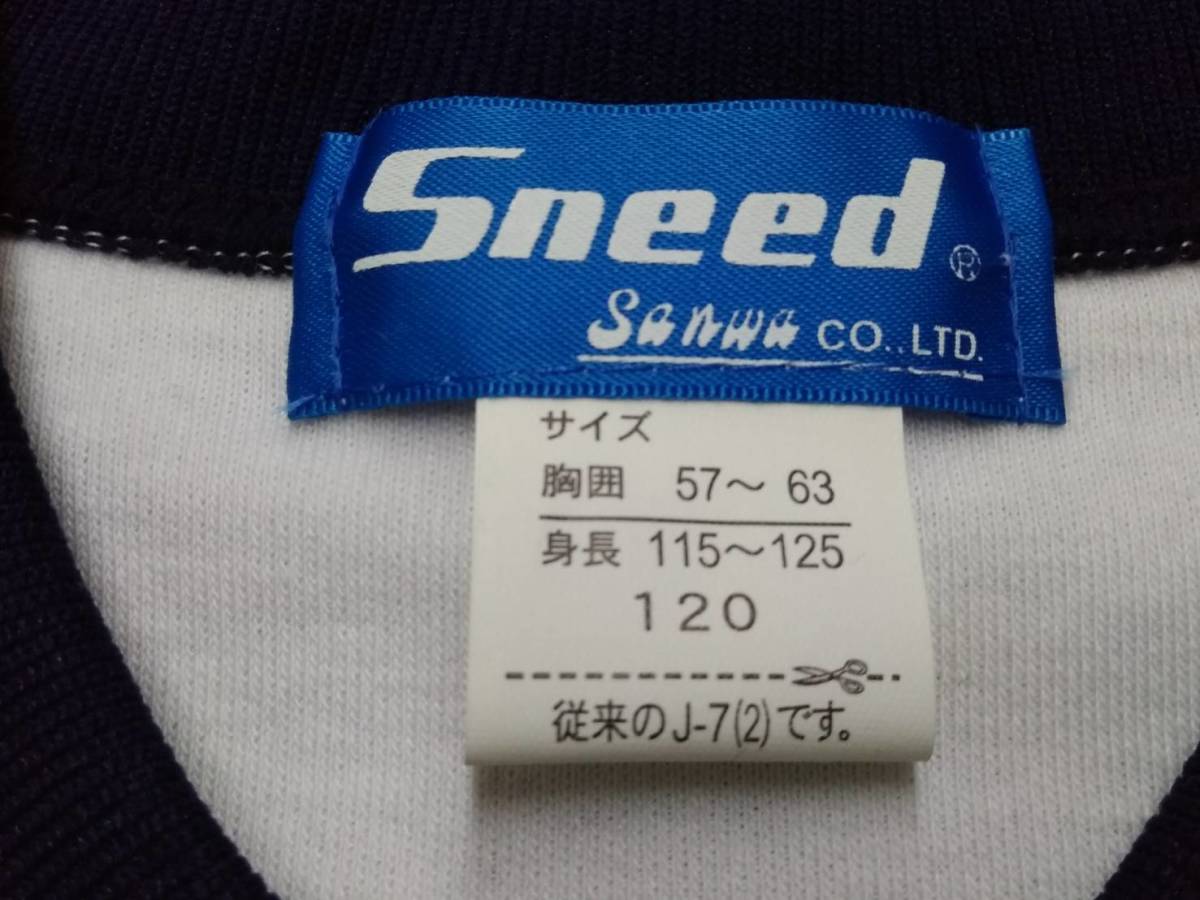 Sneed ®
Sanwa CO.,LTD.
サイズ
胸囲 57～ 63
身長 115～125
120
従来のJ-7(2)です。